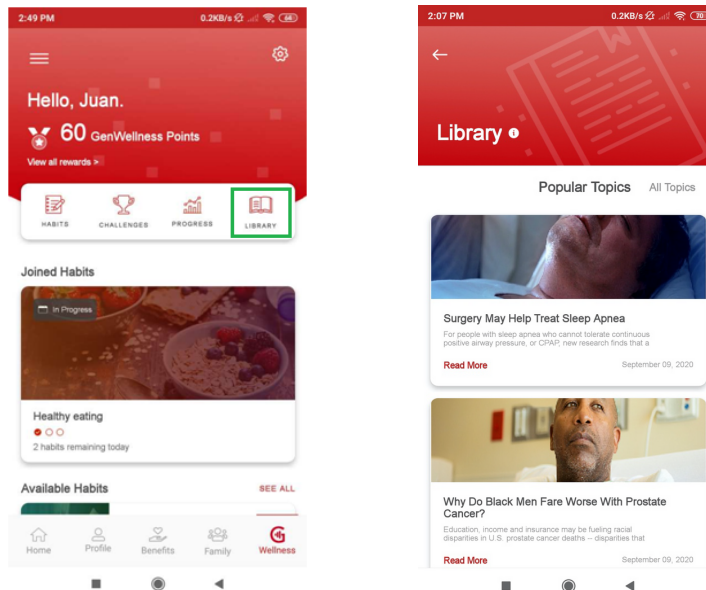 2:49 PM
0.2KB/s
68
Hello, Juan.
60 GenWellness Points
View all rewards >
HABITS
CHALLENGES
PROGRESS
LIBRARY
Joined Habits
In Progress
Healthy eating
2 habits remaining today
Available Habits
SEE ALL
Home
Profile
Benefits
Family
Wellness
2:07 PM
0.2KB/s
70
Library
Popular Topics
All Topics
Surgery May Help Treat Sleep Apnea
For people with sleep apnea who cannot tolerate continuous
positive airway pressure, or CPAP, new research finds that a
Read More
September 09, 2020
Why Do Black Men Fare Worse With Prostate
Cancer?
Education, income and insurance may be fueling racial
disparities in U.S. prostate cancer deaths -- disparities that
Read More
September 09, 2020